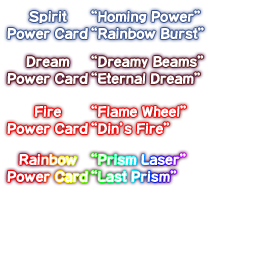 Spirit “Homing Power”
Power Card “Rainbow Burst”
Dream “Dreamy Beams”
Power Card “Eternal Dream”
Fire “Flame Wheel”
Power Card “Din's Fire”
Rainbow “Prism Laser”
Power Card “Last Prism”